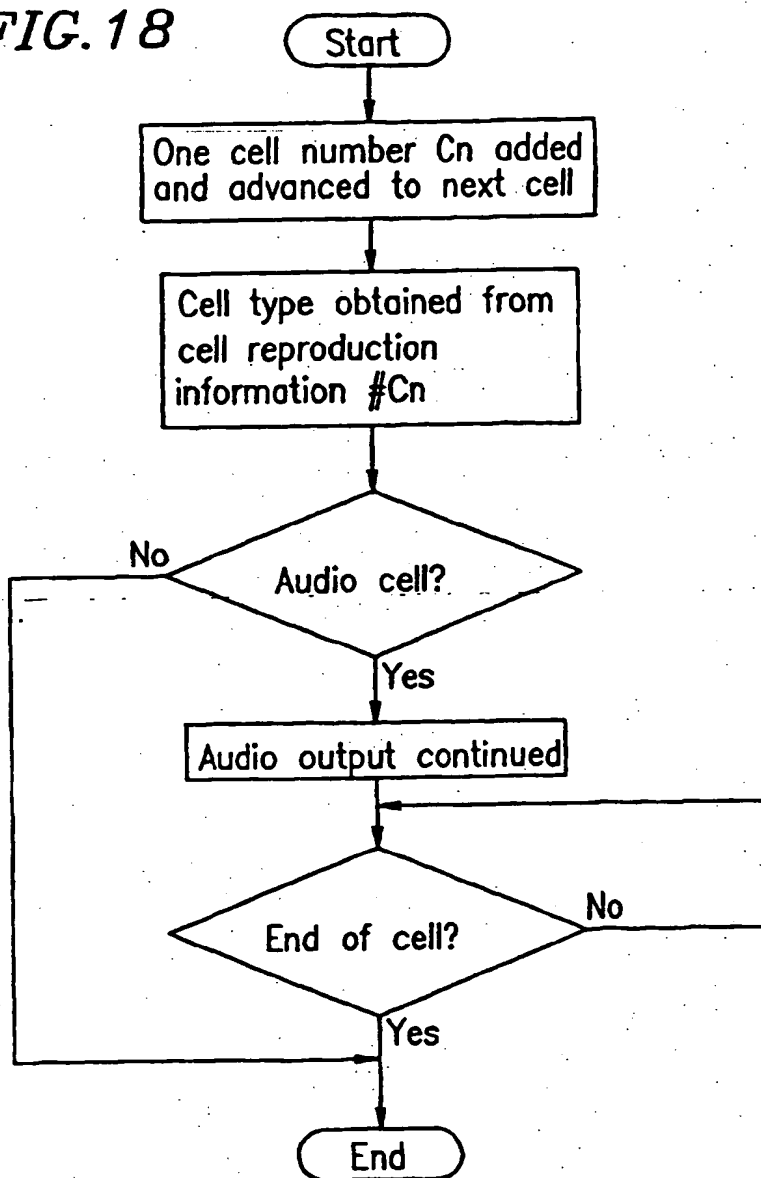 FIG.18
Start
One cell number Cn added
and advanced to next cell
Cell type obtained from
cell reproduction
information #Cn
No
Audio cell?
Yes
Audio output continued
End of cell?
No
Yes
End